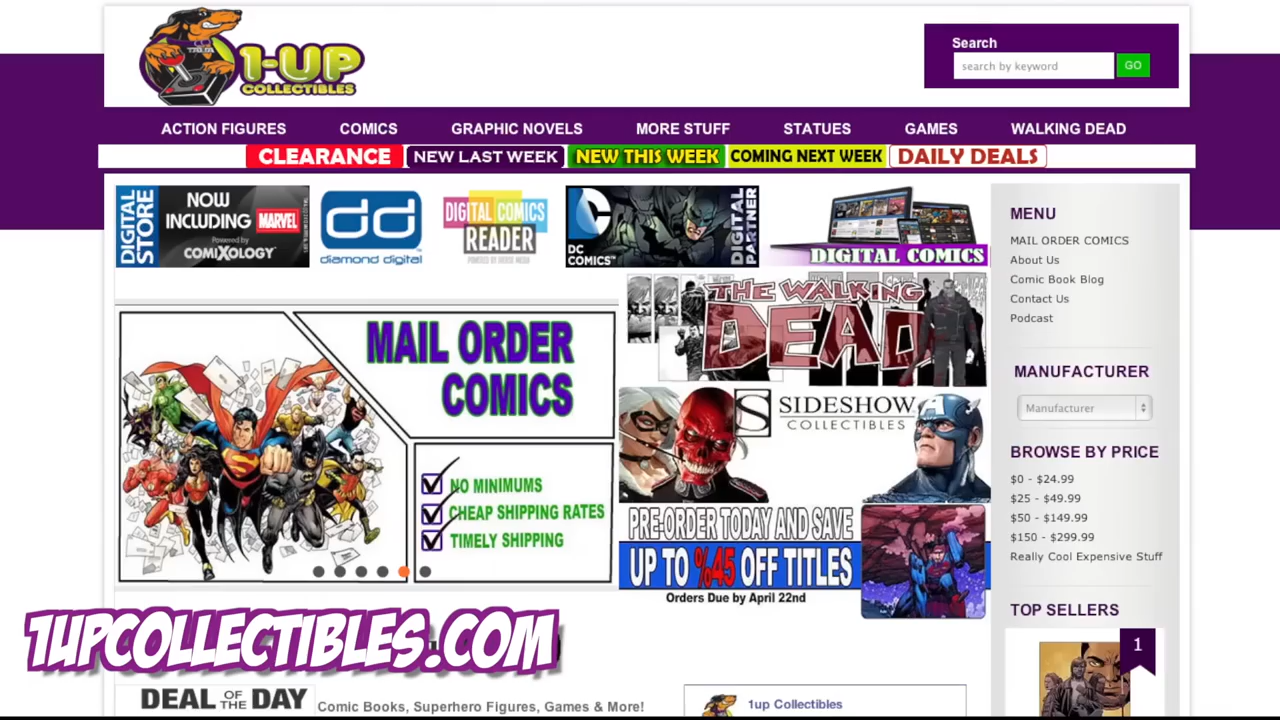 1-UP
COLLECTIBLES
Search
search by keyword
GO
ACTION FIGURES
COMICS
GRAPHIC NOVELS
MORE STUFF
STATUES
GAMES
WALKING DEAD
CLEARANCE
NEW LAST WEEK
NEW THIS WEEK
COMING NEXT WEEK
DAILY DEALS
DIGITAL
STORE
NOW
INCLUDING MARVEL
Powered by
COMIXOLOGY
dd
diamond digital
DIGITAL COMICS
READER
DC
COMICS
DIGITAL
PARTNER
DIGITAL COMICS
MAIL ORDER
COMICS
NO MINIMUMS
CHEAP SHIPPING RATES
TIMELY SHIPPING
THE WALKING
DEAD
S
SIDESHOW
COLLECTIBLES
PRE-ORDER TODAY AND SAVE
UP TO %45 OFF TITLES
Orders Due by April 22nd
MENU
MAIL ORDER COMICS
About Us
Comic Book Blog
Contact Us
Podcast
MANUFACTURER
Manufacturer
BROWSE BY PRICE
$0 - $24.99
$25 - $49.99
$50 - $149.99
$150 - $299.99
Really Cool Expensive Stuff
TOP SELLERS
1
1UPCOLLECTIBLES.COM
DEAL OF THE DAY
Comic Books, Superhero Figures, Games & More!
1up Collectibles